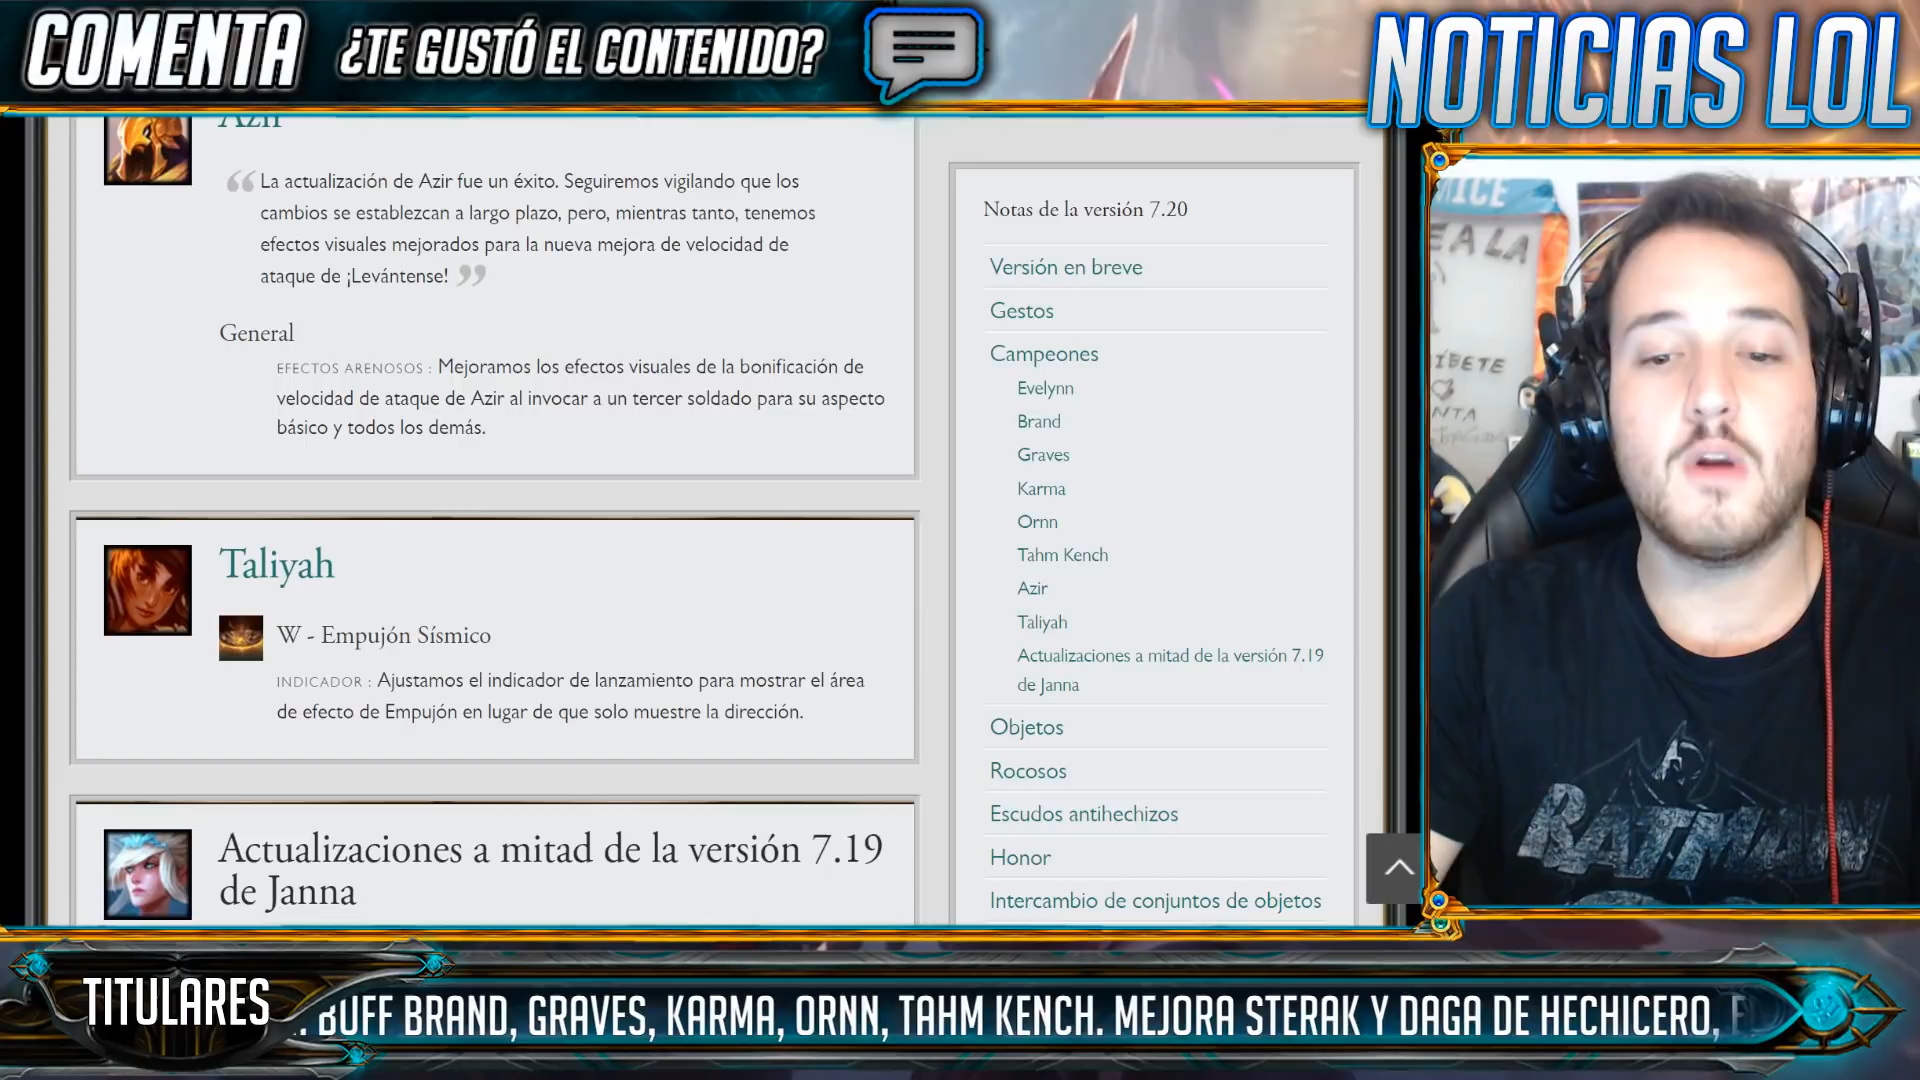 COMENTA ¿TE GUSTÓ EL CONTENIDO?
NOTICIAS LOL
Azir
“ La actualización de Azir fue un éxito. Seguiremos vigilando que los
cambios se establezcan a largo plazo, pero, mientras tanto, tenemos
efectos visuales mejorados para la nueva mejora de velocidad de
ataque de ¡Levántense! ”
General
EFECTOS ARENOSOS : Mejoramos los efectos visuales de la bonificación de
velocidad de ataque de Azir al invocar a un tercer soldado para su aspecto
básico y todos los demás.
Taliyah
W - Empujón Sísmico
INDICADOR : Ajustamos el indicador de lanzamiento para mostrar el área
de efecto de Empujón en lugar de que solo muestre la dirección.
Actualizaciones a mitad de la versión 7.19
de Janna
Notas de la versión 7.20
Versión en breve
Gestos
Campeones
Evelynn
Brand
Graves
Karma
Ornn
Tahm Kench
Azir
Taliyah
Actualizaciones a mitad de la versión 7.19
de Janna
Objetos
Rocosos
Escudos antihechizos
Honor
Intercambio de conjuntos de objetos
BATMAN
TITULARES
. BUFF BRAND, GRAVES, KARMA, ORNN, TAHM KENCH. MEJORA STERAK Y DAGA DE HECHICERO,